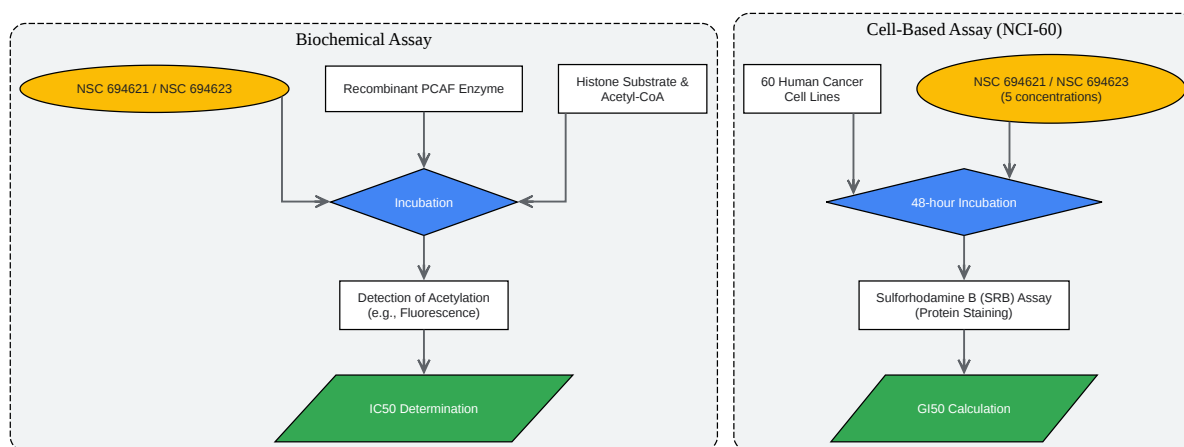 Biochemical Assay
NSC 694621 / NSC 694623
Recombinant PCAF Enzyme
Histone Substrate &
Acetyl-CoA
Incubation
Detection of Acetylation
(e.g., Fluorescence)
IC50 Determination
Cell-Based Assay (NCI-60)
60 Human Cancer
Cell Lines
NSC 694621 / NSC 694623
(5 concentrations)
48-hour Incubation
Sulforhodamine B (SRB) Assay
(Protein Staining)
GI50 Calculation